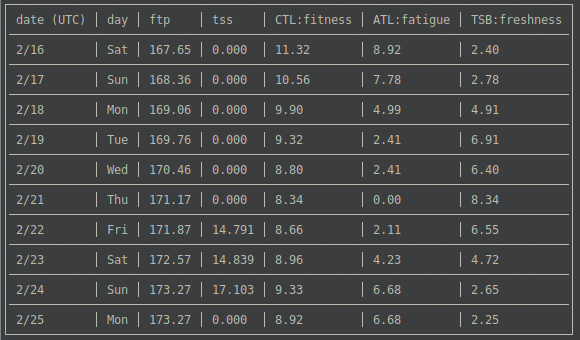 date (UTC) | day | ftp | tss | CTL:fitness | ATL:fatigue | TSB:freshness
2/16 | Sat | 167.65 | 0.000 | 11.32 | 8.92 | 2.40
2/17 | Sun | 168.36 | 0.000 | 10.56 | 7.78 | 2.78
2/18 | Mon | 169.06 | 0.000 | 9.90 | 4.99 | 4.91
2/19 | Tue | 169.76 | 0.000 | 9.32 | 2.41 | 6.91
2/20 | Wed | 170.46 | 0.000 | 8.80 | 2.41 | 6.40
2/21 | Thu | 171.17 | 0.000 | 8.34 | 0.00 | 8.34
2/22 | Fri | 171.87 | 14.791 | 8.66 | 2.11 | 6.55
2/23 | Sat | 172.57 | 14.839 | 8.96 | 4.23 | 4.72
2/24 | Sun | 173.27 | 17.103 | 9.33 | 6.68 | 2.65
2/25 | Mon | 173.27 | 0.000 | 8.92 | 6.68 | 2.25